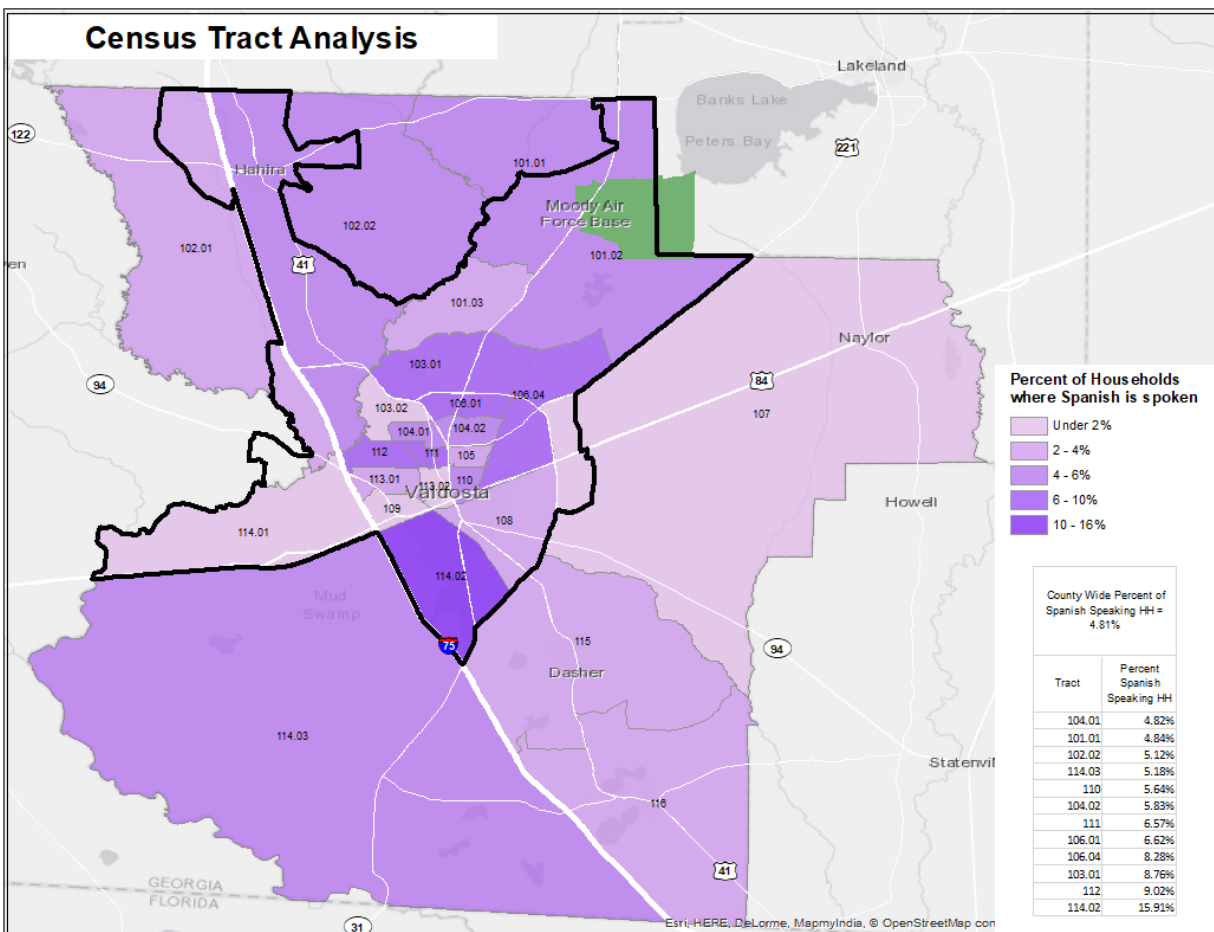 Census Tract Analysis
Lakeland
Banks Lake
Peters Bay
122
221
Hahira
101.01
Moody Air
Force Base
102.02
102.01
ven
41
101.02
101.03
Naylor
94
103.01
84
103.02
106.01
106.04
107
104.01
104.02
112
111
105
113.01
113.02
110
Valdosta
109
108
Howell
114.01
114.02
Mud
Swamp
75
115
94
Dasher
114.03
Statenvil
116
41
GEORGIA
FLORIDA
31
Esri, HERE, DeLorme, MapmyIndia, © OpenStreetMap con
Percent of Households
where Spanish is spoken
Under 2%
2 - 4%
4 - 6%
6 - 10%
10 - 16%
County Wide Percent of
Spanish Speaking HH =
4.81%
Tract Percent Spanish Speaking HH
104.01 4.82%
101.01 4.84%
102.02 5.12%
114.03 5.18%
110 5.64%
104.02 5.83%
111 6.57%
106.01 6.62%
106.04 8.28%
103.01 8.76%
112 9.02%
114.02 15.91%